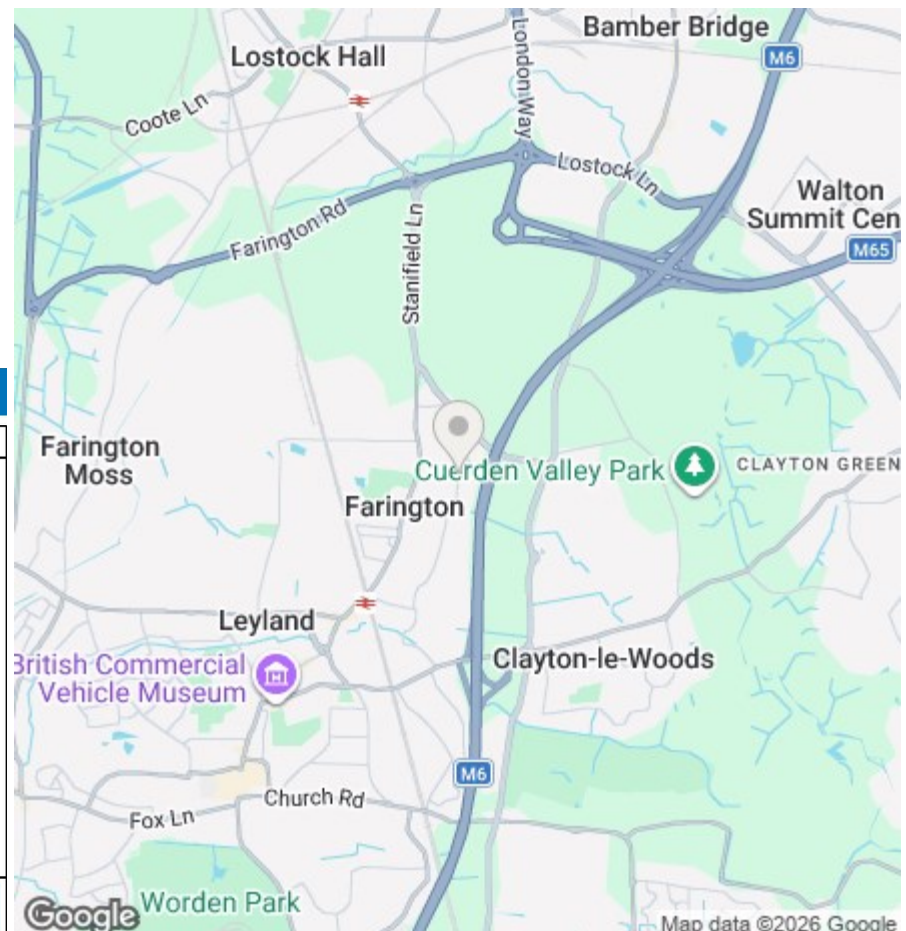 Bamber Bridge
Lostock Hall
London Way
M6
Coote Ln
Lostock Ln
Walton
Summit Cen
Farington Rd
M65
Stanifield Ln
Farington
Moss
Cuerden Valley Park
CLAYTON GREEN
Farington
Leyland
British Commercial
Vehicle Museum
Clayton-le-Woods
M6
Church Rd
Fox Ln
Worden Park
Google
Map data ©2026 Google